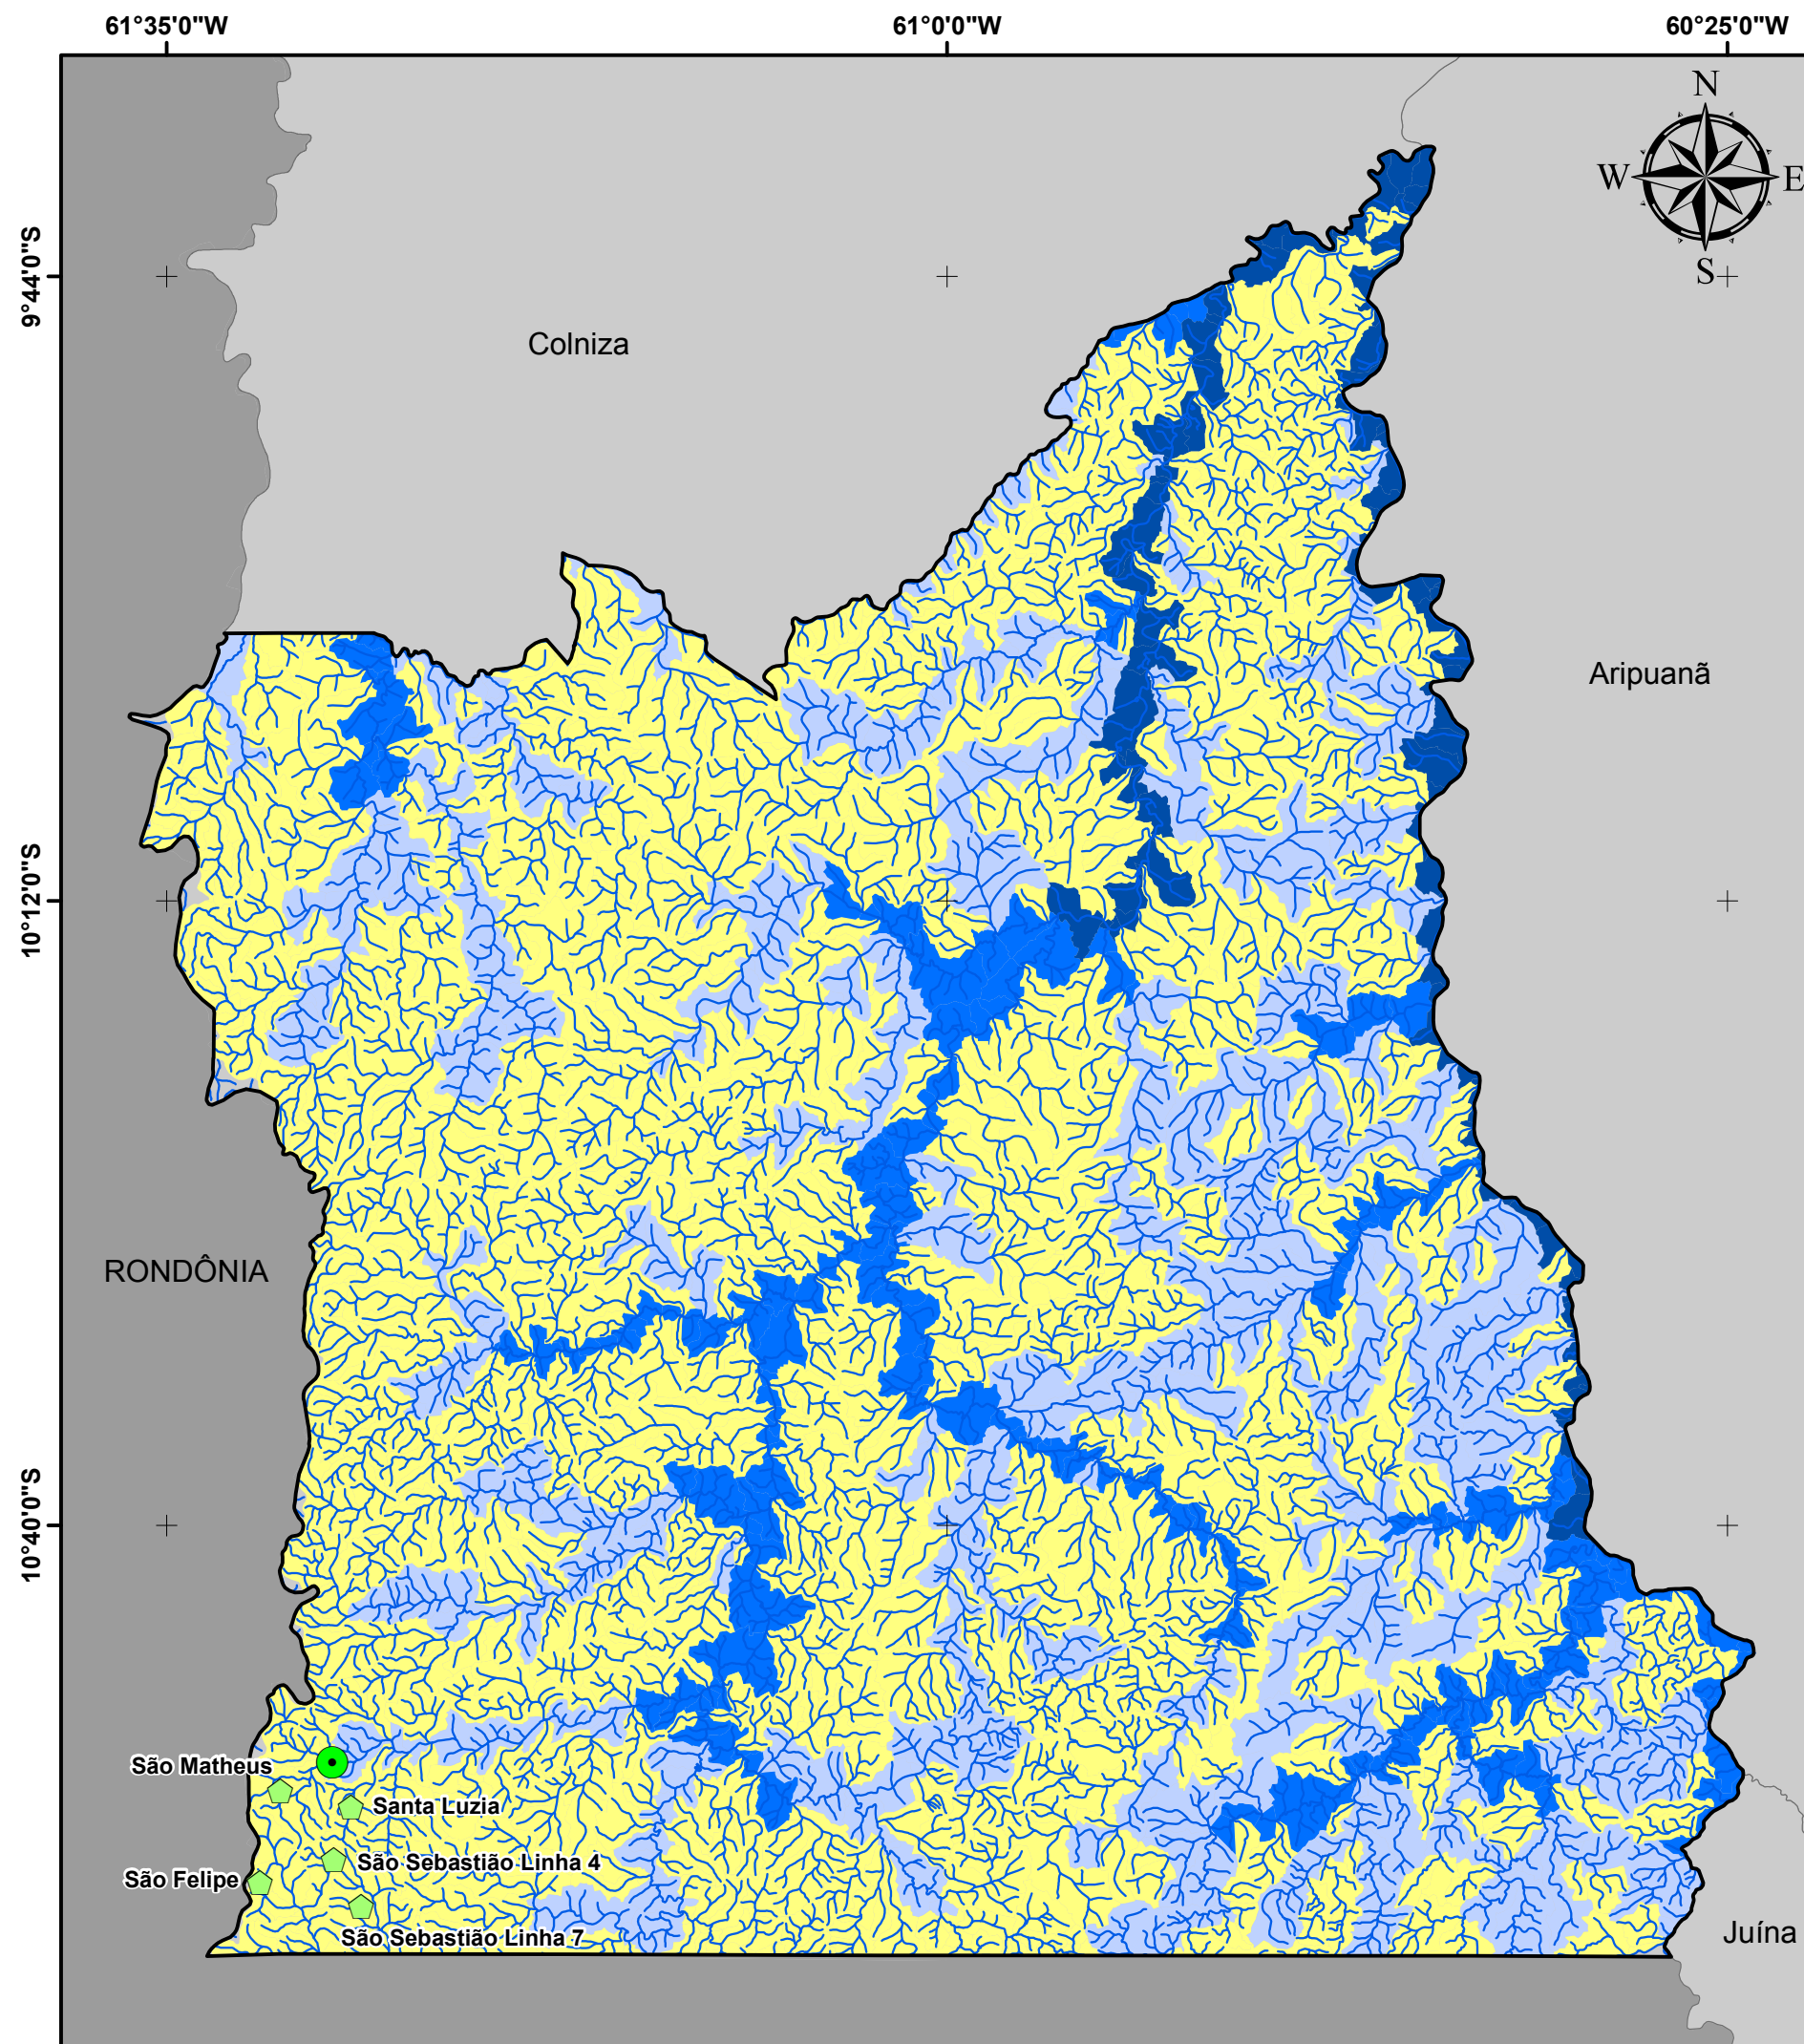 61°35'0"W
61°0'0"W
60°25'0"W
N
W
E
S
9°44'0"S
Colniza
Aripuanã
10°12'0"S
RONDÔNIA
10°40'0"S
São Matheus
Santa Luzia
São Sebastião Linha 4
São Felipe
São Sebastião Linha 7
Juína